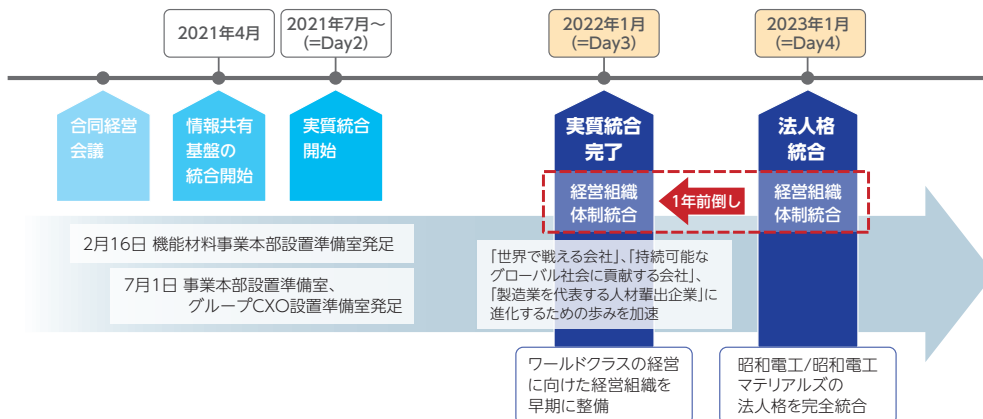 2021年4月
2021年7月～
(=Day2)
2022年1月
(=Day3)
2023年1月
(=Day4)
合同経営
会議
情報共有
基盤の
統合開始
実質統合
開始
実質統合
完了
法人格
統合
経営組織
体制統合
1年前倒し
経営組織
体制統合
2月16日 機能材料事業本部設置準備室発足
7月1日 事業本部設置準備室、
グループCXO設置準備室発足
「世界で戦える会社」、「持続可能な
グローバル社会に貢献する会社」、
「製造業を代表する人材輩出企業」に
進化するための歩みを加速
ワールドクラスの経営
に向けた経営組織を
早期に整備
昭和電工/昭和電工
マテリアルズの
法人格を完全統合